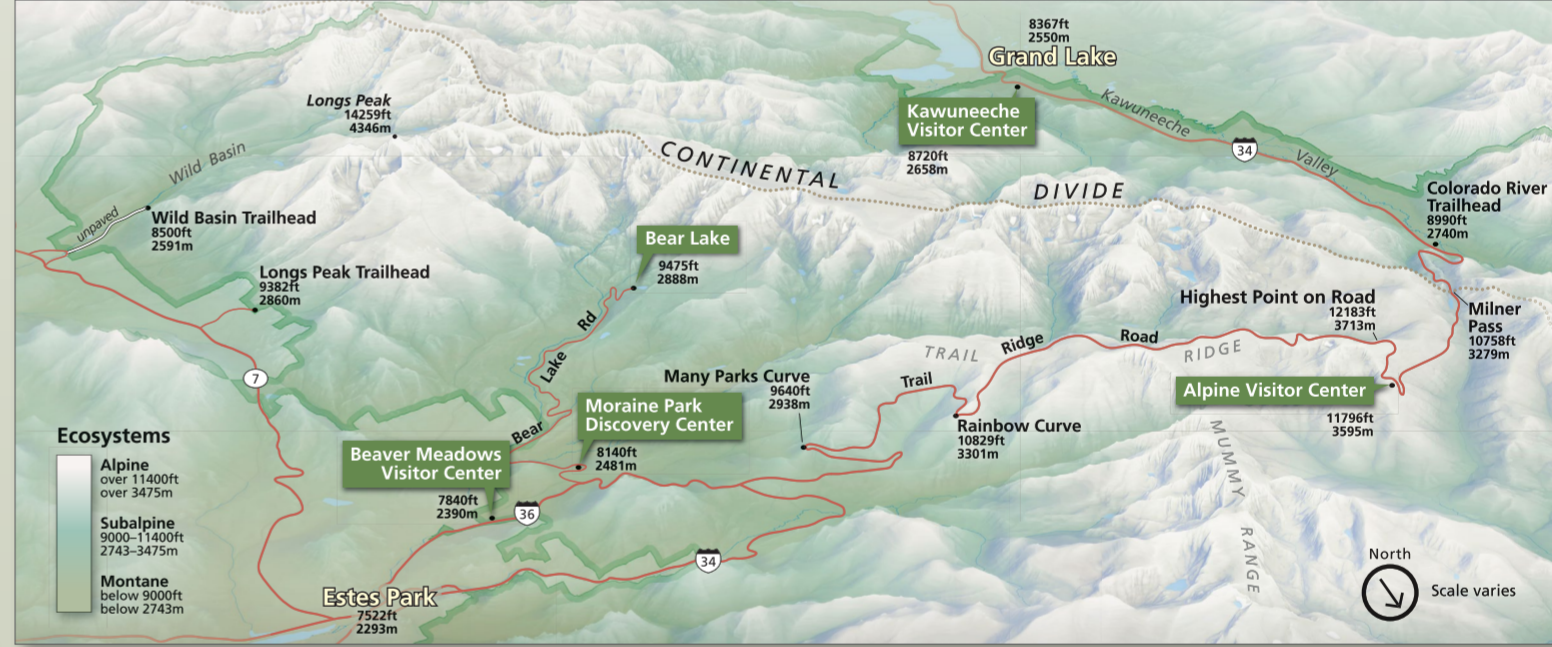 8367ft
2550m
Grand Lake
Kawuneeche
Visitor Center
8720ft
2658m
Kawuneeche
Valley
34
Longs Peak
14259ft
4346m
Wild Basin
CONTINENTAL
DIVIDE
Colorado River
Trailhead
8990ft
2740m
unpaved
Wild Basin Trailhead
8500ft
2591m
Bear Lake
9475ft
2888m
Longs Peak Trailhead
9382ft
2860m
Highest Point on Road
12183ft
3713m
Milner
Pass
10758ft
3279m
Bear
Lake
Rd
TRAIL
RIDGE
Trail
Ridge
Road
7
Many Parks Curve
9640ft
2938m
Alpine Visitor Center
11796ft
3595m
Moraine Park
Discovery Center
8140ft
2481m
Rainbow Curve
10829ft
3301m
Beaver Meadows
Visitor Center
7840ft
2390m
36
MUMMY
RANGE
34
Ecosystems
Alpine
over 11400ft
over 3475m
Subalpine
9000–11400ft
2743–3475m
Montane
below 9000ft
below 2743m
Estes Park
7522ft
2293m
North
Scale varies